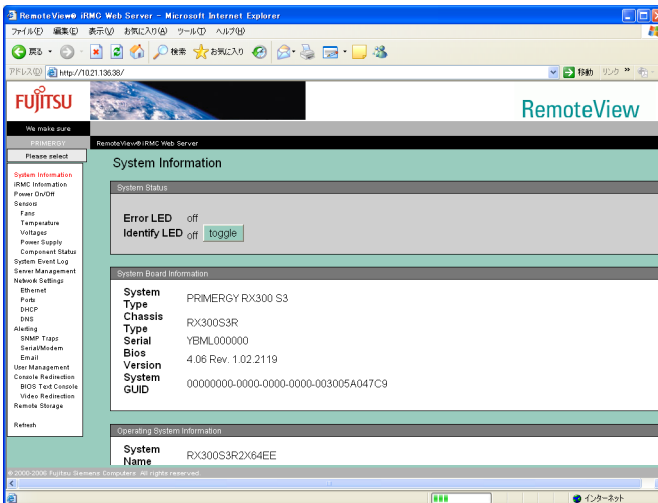 RemoteView® iRMC Web Server - Microsoft Internet Explorer
ファイル(F) 編集(E) 表示(V) お気に入り(A) ツール(T) ヘルプ(H)
戻る 検索 お気に入り
アドレス(D) http://10.21.136.38/ 移動 リンク »
FUJITSU
RemoteView
We make sure
PRIMERGY
RemoteView® iRMC Web Server
Please select
System Information
iRMC Information
Power On/Off
Sensors
Fans
Temperature
Voltages
Power Supply
Component Status
System Event Log
Server Management
Network Settings
Ethernet
Ports
DHCP
DNS
Alerting
SNMP Traps
Serial/Modem
Email
User Management
Console Redirection
BIOS Text Console
Video Redirection
Remote Storage
Refresh
System Information
System Status
Error LED off
Identify LED off toggle
System Board Information
System Type PRIMERGY RX300 S3
Chassis Type RX300S3R
Serial YBML000000
Bios Version 4.06 Rev. 1.02.2119
System GUID 00000000-0000-0000-0000-003005A047C9
Operating System Information
System Name RX300S3R2X64EE
© 2000-2006 Fujitsu Siemens Computers All rights reserved.
インターネット